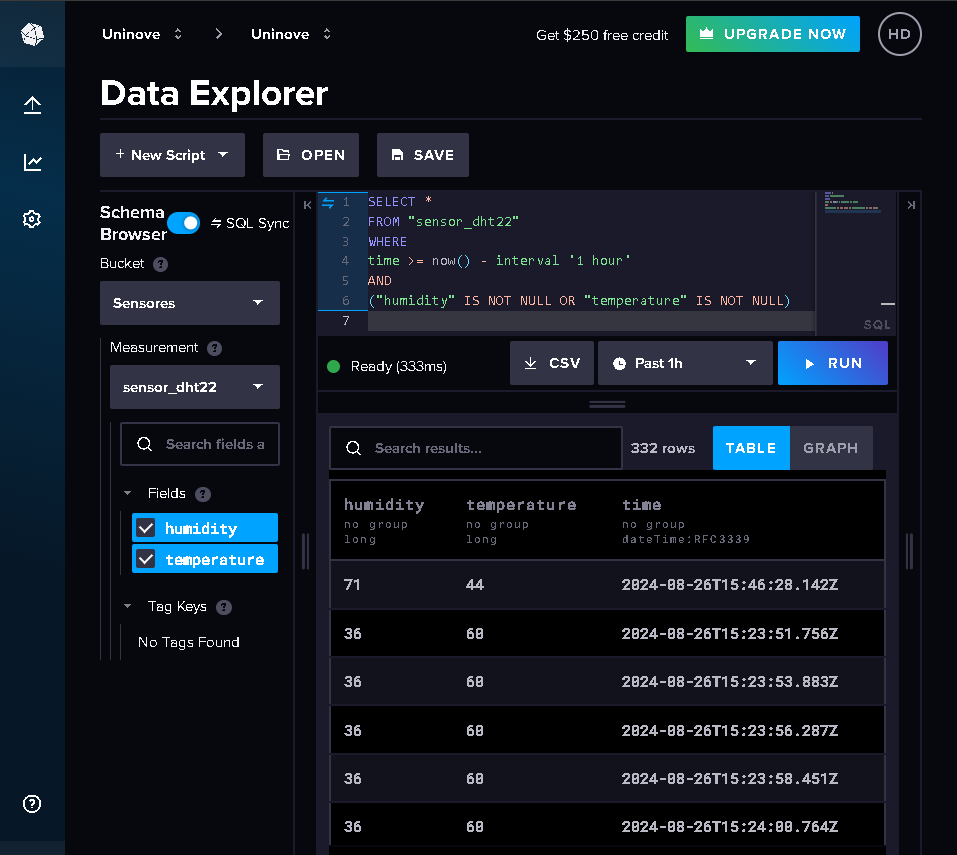 Uninove
Uninove
Get $250 free credit
UPGRADE NOW
HD
Data Explorer
+ New Script
OPEN
SAVE
Schema
Browser
SQL Sync
Bucket ?
Sensores
Measurement ?
sensor_dht22
Search fields a
Fields ?
humidity
temperature
Tag Keys ?
No Tags Found
1 SELECT *
2 FROM "sensor_dht22"
3 WHERE
4 time >= now() - interval '1 hour'
5 AND
6 ("humidity" IS NOT NULL OR "temperature" IS NOT NULL)
7
SQL
Ready (333ms)
CSV
Past 1h
RUN
Search results...
332 rows
TABLE
GRAPH
humidity temperature time
no group no group no group
long long dateTime:RFC3339
71 44 2024-08-26T15:46:28.142Z
36 60 2024-08-26T15:23:51.756Z
36 60 2024-08-26T15:23:53.883Z
36 60 2024-08-26T15:23:56.287Z
36 60 2024-08-26T15:23:58.451Z
36 60 2024-08-26T15:24:00.764Z
?